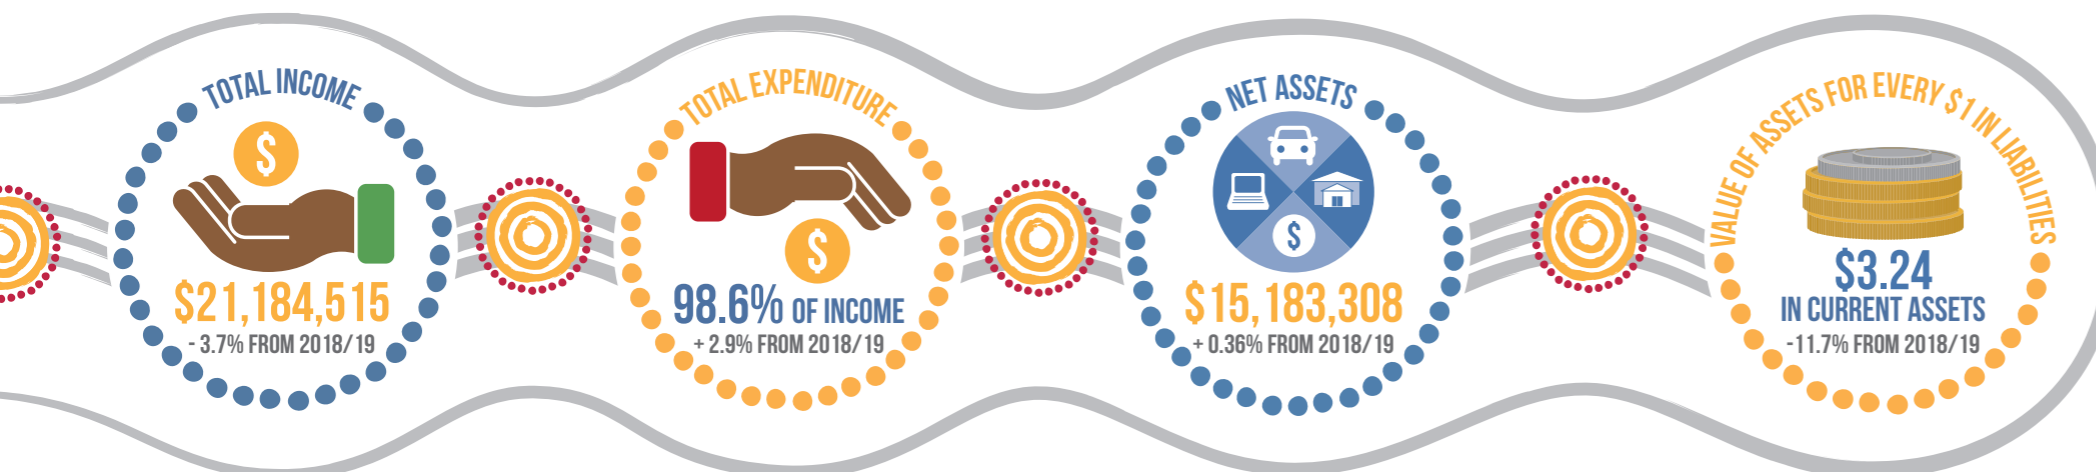 TOTAL INCOME
$
$21,184,515
- 3.7% FROM 2018/19
TOTAL EXPENDITURE
$
98.6% OF INCOME
+ 2.9% FROM 2018/19
NET ASSETS
$
$15,183,308
+ 0.36% FROM 2018/19
VALUE OF ASSETS FOR EVERY $1 IN LIABILITIES
$3.24
IN CURRENT ASSETS
-11.7% FROM 2018/19